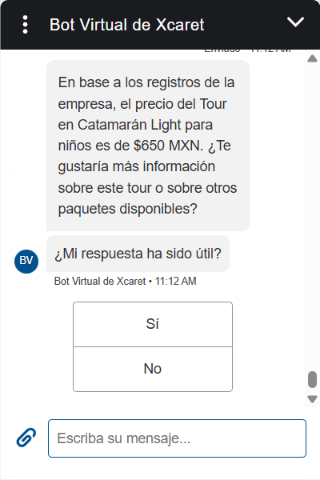 Bot Virtual de Xcaret
En base a los registros de la
empresa, el precio del Tour
en Catamarán Light para
niños es de $650 MXN. ¿Te
gustaría más información
sobre este tour o sobre otros
paquetes disponibles?
¿Mi respuesta ha sido útil?
BV
Bot Virtual de Xcaret • 11:12 AM
Sí
No
Escriba su mensaje...